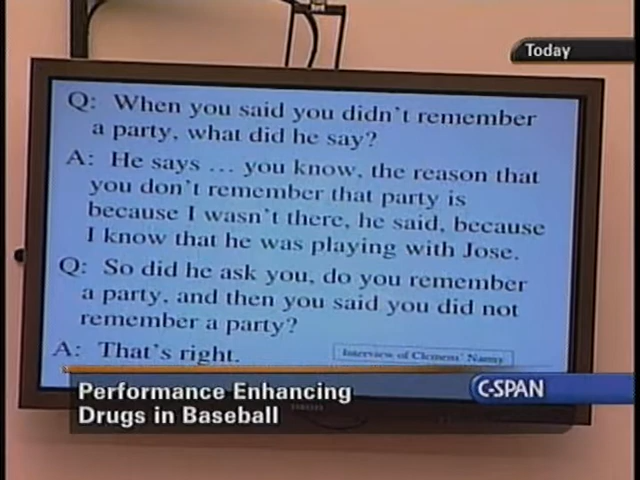 Today
Q: When you said you didn't remember
a party, what did he say?
A: He says ... you know, the reason that
you don't remember that party is
because I wasn't there, he said, because
I know that he was playing with Jose.
Q: So did he ask you, do you remember
a party, and then you said you did not
remember a party?
A: That's right.
Interview of Clemens' Nanny
Performance Enhancing
Drugs in Baseball
C-SPAN